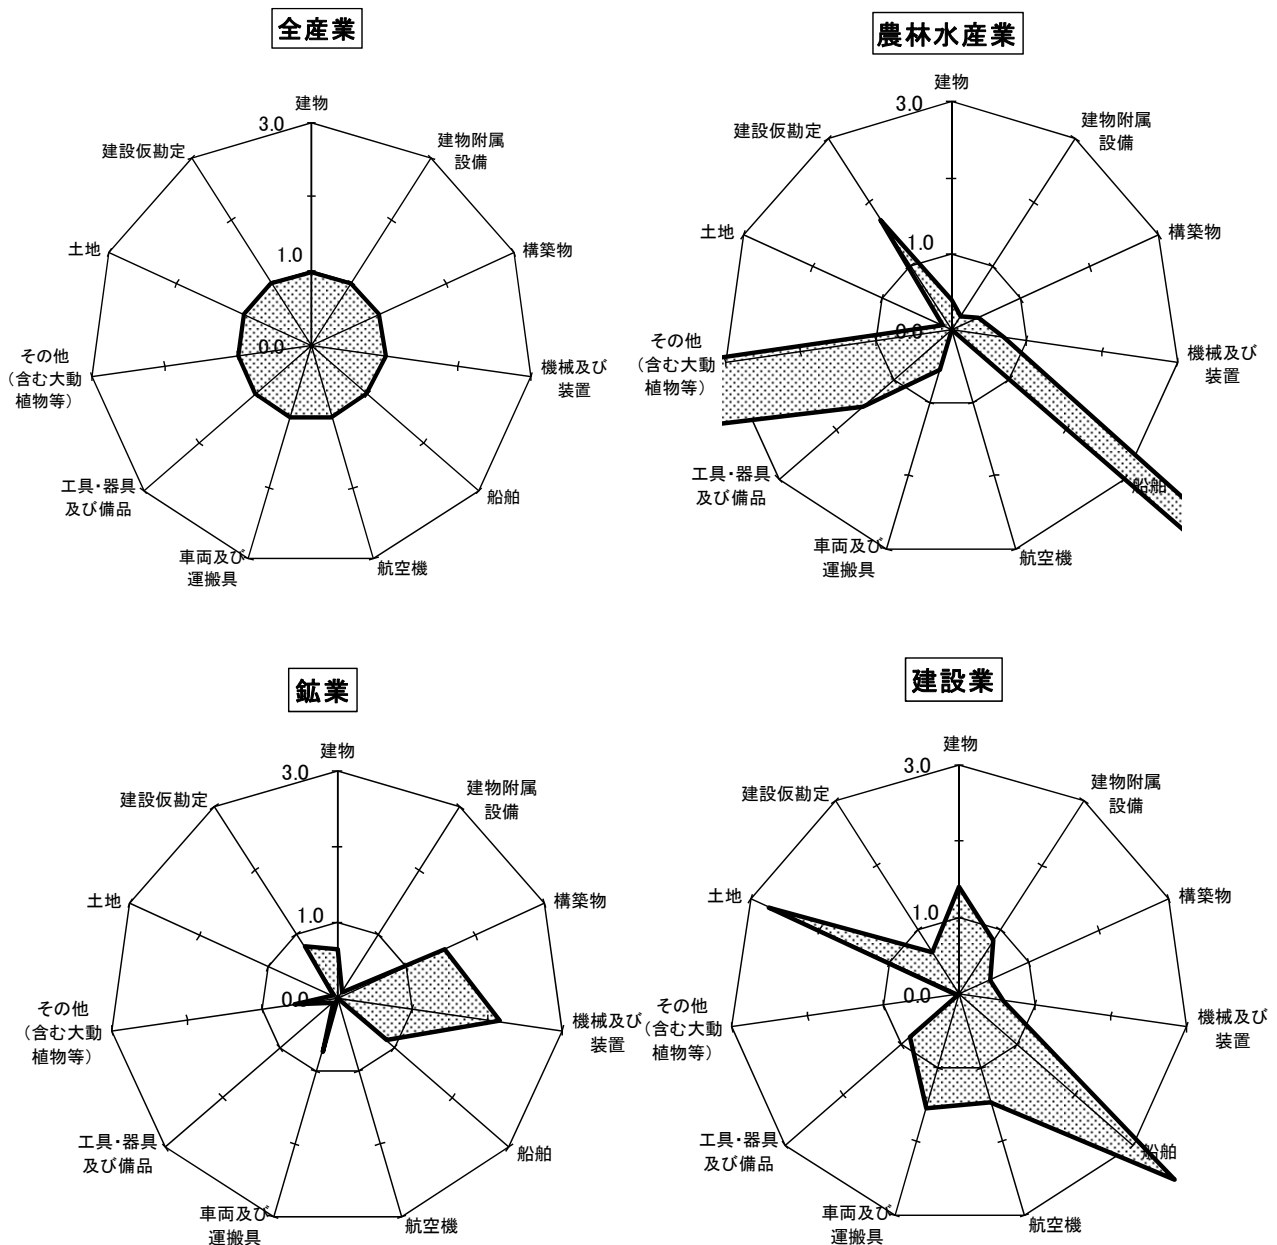 全産業
建物
3.0
建設仮勘定
建物附属
設備
土地
構築物
1.0
その他
（含む大動
植物等）
0.0
機械及び
装置
工具・器具
及び備品
船舶
車両及び
運搬具
航空機
農林水産業
建物
3.0
建設仮勘定
建物附属
設備
土地
構築物
1.0
その他
（含む大動
植物等）
0.0
機械及び
装置
工具・器具
及び備品
船舶
車両及び
運搬具
航空機
鉱業
建物
3.0
建設仮勘定
建物附属
設備
土地
構築物
1.0
その他
（含む大動
植物等）
0.0
機械及び
装置
工具・器具
及び備品
船舶
車両及び
運搬具
航空機
建設業
建物
3.0
建設仮勘定
建物附属
設備
土地
構築物
1.0
その他
（含む大動
植物等）
0.0
機械及び
装置
工具・器具
及び備品
船舶
車両及び
運搬具
航空機